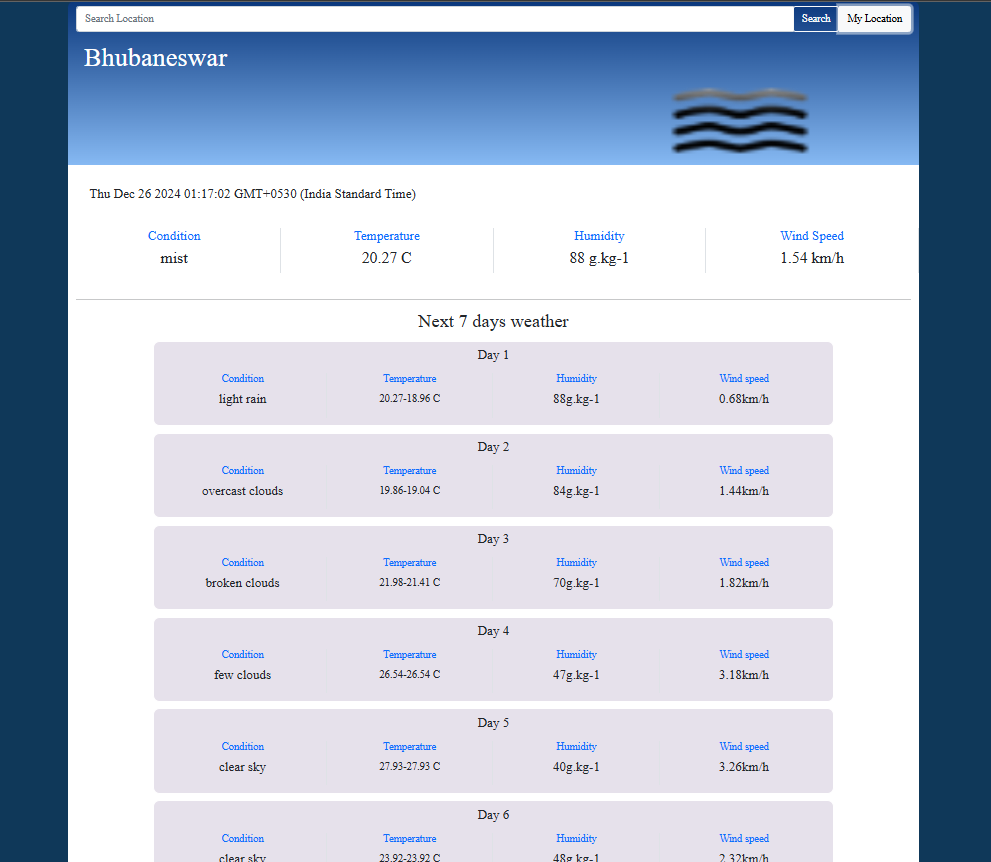 Search Location Search My Location
Bhubaneswar
Thu Dec 26 2024 01:17:02 GMT+0530 (India Standard Time)
Condition Temperature Humidity Wind Speed
mist 20.27 C 88 g.kg-1 1.54 km/h
Next 7 days weather
Day 1
Condition Temperature Humidity Wind speed
light rain 20.27-18.96 C 88g.kg-1 0.68km/h
Day 2
Condition Temperature Humidity Wind speed
overcast clouds 19.86-19.04 C 84g.kg-1 1.44km/h
Day 3
Condition Temperature Humidity Wind speed
broken clouds 21.98-21.41 C 70g.kg-1 1.82km/h
Day 4
Condition Temperature Humidity Wind speed
few clouds 26.54-26.54 C 47g.kg-1 3.18km/h
Day 5
Condition Temperature Humidity Wind speed
clear sky 27.93-27.93 C 40g.kg-1 3.26km/h
Day 6
Condition Temperature Humidity Wind speed
clear sky 23.92-23.92 C 48g.kg-1 2.32km/h